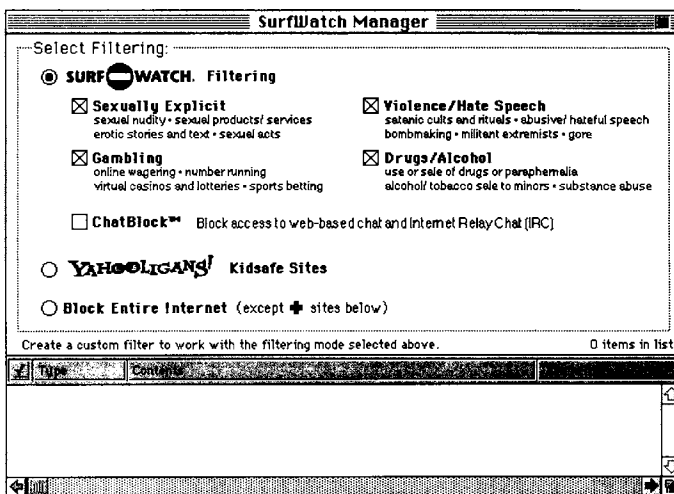 SurfWatch Manager
Select Filtering:
SURF WATCH. Filtering
Sexually Explicit
sexual nudity • sexual products/ services
erotic stories and text • sexual acts
Violence/Hate Speech
satanic cults and rituals • abusive/ hateful speech
bombmaking • militant extremists • gore
Gambling
online wagering • number running
virtual casinos and lotteries • sports betting
Drugs/Alcohol
use or sale of drugs or paraphernalia
alcohol/ tobacco sale to minors • substance abuse
ChatBlock™ Block access to web-based chat and Internet Relay Chat (IRC)
YAHOOLIGANS! Kidsafe Sites
Block Entire Internet (except ✚ sites below)
Create a custom filter to work with the filtering mode selected above. 0 items in list
Type Contents